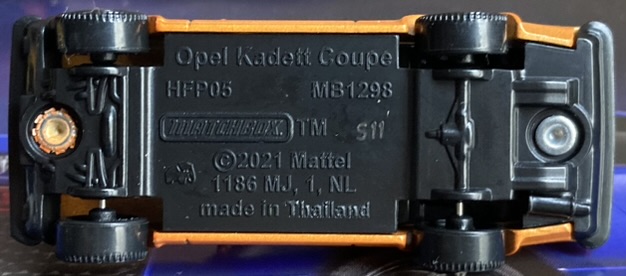 Opel Kadett Coupe
HFP05 MB1298
MATCHBOX. TM S11
©2021 Mattel
1186 MJ, 1, NL
made in Thailand